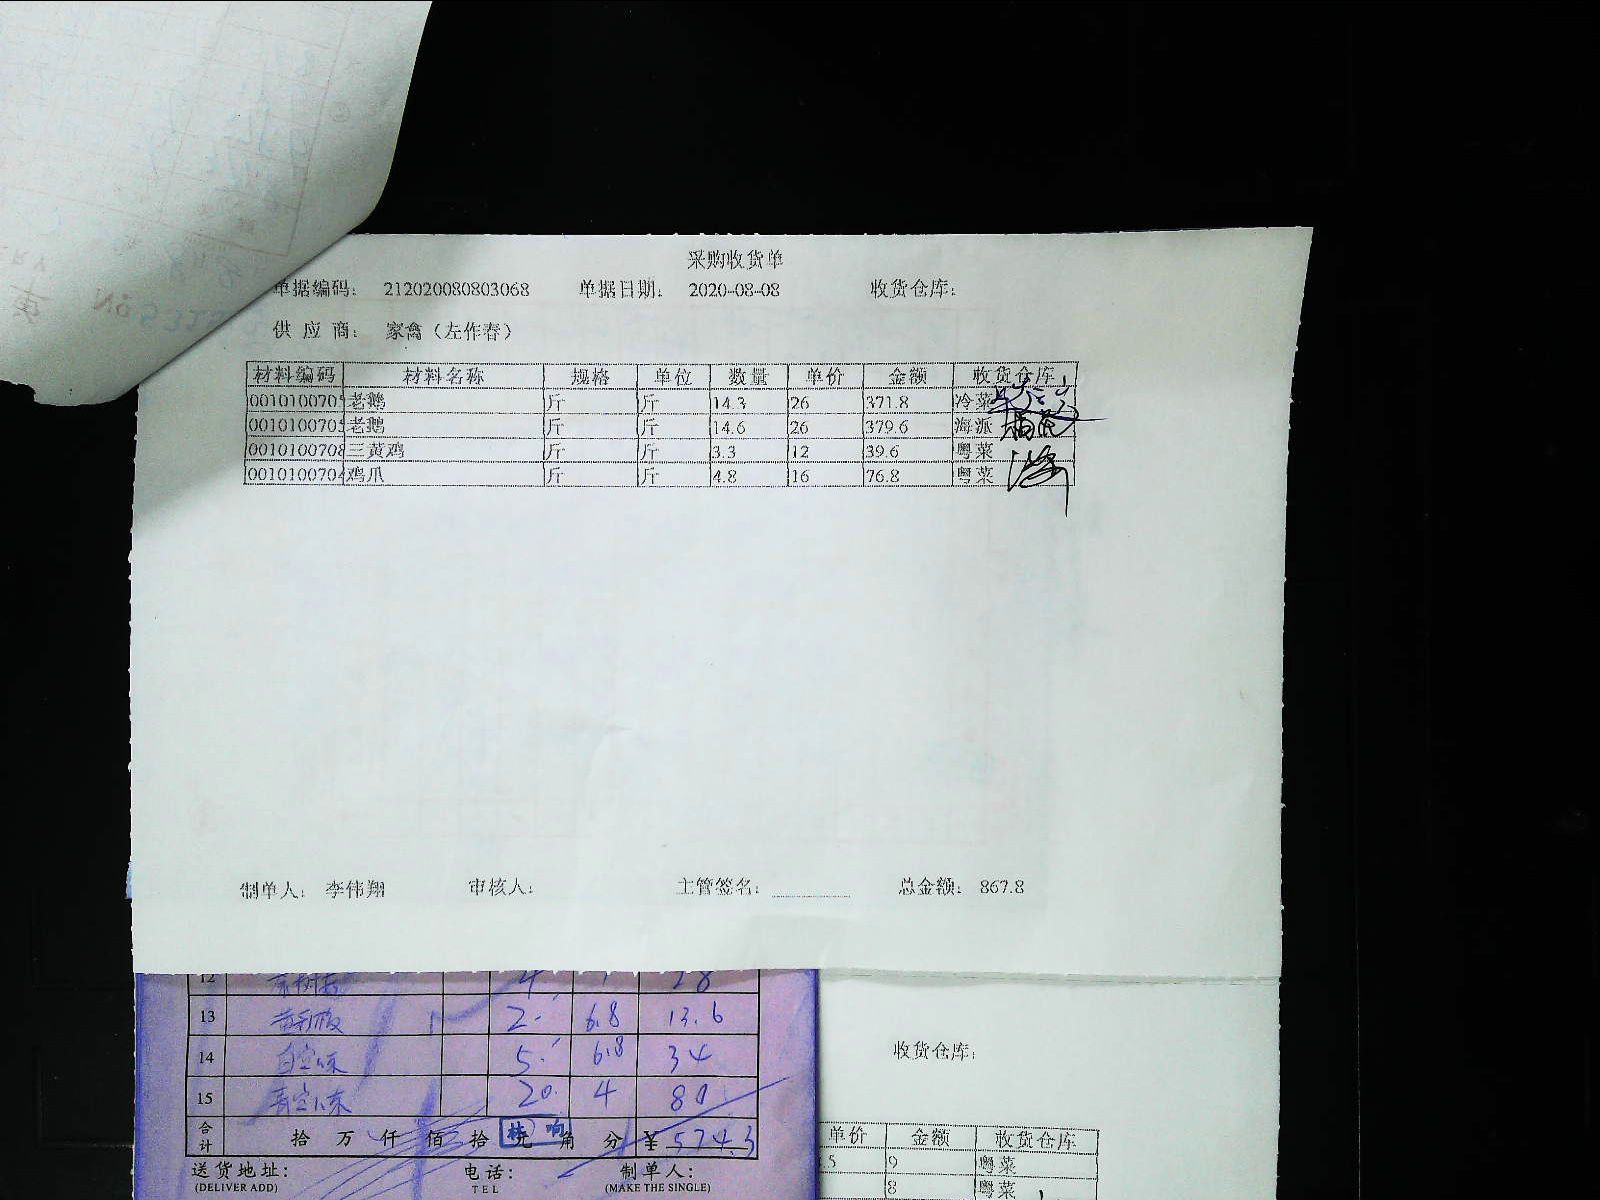 采购收货单
单据编码: 212020080803068 单据日期: 2020-08-08 收货仓库:
供 应 商: 家禽(左作春)
材料编码 材料名称 规格 单位 数量 单价 金额 收货仓库
0010100705 老鹅 斤 斤 14.3 26 371.8 冷菜
0010100705 老鹅 斤 斤 14.6 26 379.6 海派
0010100708 三黄鸡 斤 斤 3.3 12 39.6 粤菜
0010100704 鸡爪 斤 斤 4.8 16 76.8 粤菜
制单人: 李伟翔 审核人: 主管签名: 总金额: 867.8
12 4 28
13 2 6.8 13.6
14 5 6.8 34
15 20 4 80
合计 拾 万 仟 佰 拾 元 角 分 ¥ 574.3
送货地址: 电话: 制单人:
(DELIVER ADD) TEL (MAKE THE SINGLE)
收货仓库:
单价 金额 收货仓库
5 9 粤菜
8 粤菜